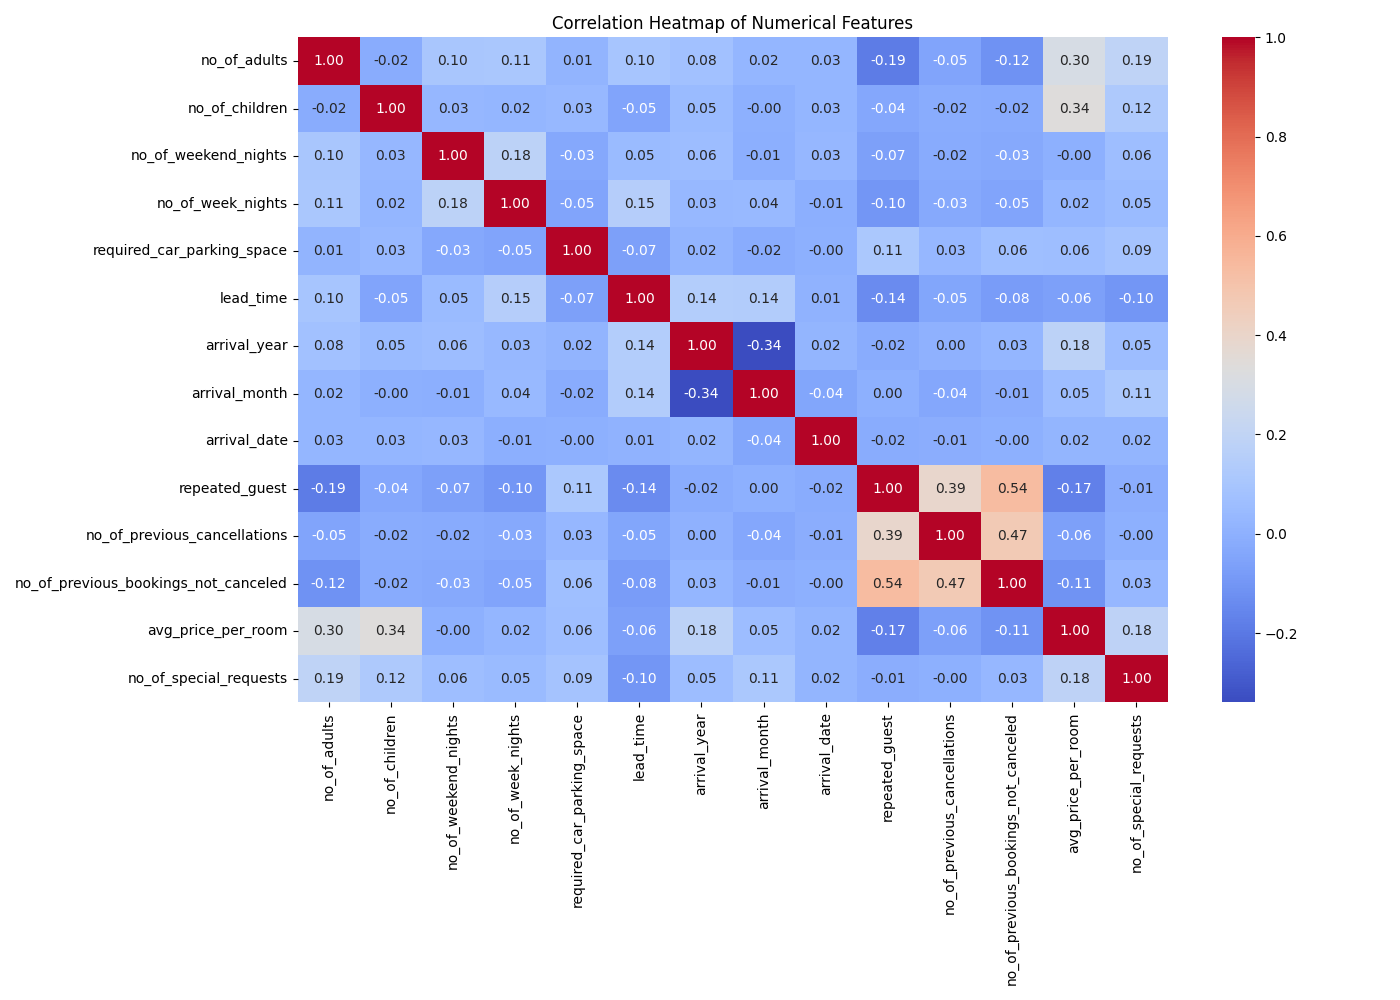 Correlation Heatmap of Numerical Features
no_of_adults 1.00 -0.02 0.10 0.11 0.01 0.10 0.08 0.02 0.03 -0.19 -0.05 -0.12 0.30 0.19
no_of_children -0.02 1.00 0.03 0.02 0.03 -0.05 0.05 -0.00 0.03 -0.04 -0.02 -0.02 0.34 0.12
no_of_weekend_nights 0.10 0.03 1.00 0.18 -0.03 0.05 0.06 -0.01 0.03 -0.07 -0.02 -0.03 -0.00 0.06
no_of_week_nights 0.11 0.02 0.18 1.00 -0.05 0.15 0.03 0.04 -0.01 -0.10 -0.03 -0.05 0.02 0.05
required_car_parking_space 0.01 0.03 -0.03 -0.05 1.00 -0.07 0.02 -0.02 -0.00 0.11 0.03 0.06 0.06 0.09
lead_time 0.10 -0.05 0.05 0.15 -0.07 1.00 0.14 0.14 0.01 -0.14 -0.05 -0.08 -0.06 -0.10
arrival_year 0.08 0.05 0.06 0.03 0.02 0.14 1.00 -0.34 0.02 -0.02 0.00 0.03 0.18 0.05
arrival_month 0.02 -0.00 -0.01 0.04 -0.02 0.14 -0.34 1.00 -0.04 0.00 -0.04 -0.01 0.05 0.11
arrival_date 0.03 0.03 0.03 -0.01 -0.00 0.01 0.02 -0.04 1.00 -0.02 -0.01 -0.00 0.02 0.02
repeated_guest -0.19 -0.04 -0.07 -0.10 0.11 -0.14 -0.02 0.00 -0.02 1.00 0.39 0.54 -0.17 -0.01
no_of_previous_cancellations -0.05 -0.02 -0.02 -0.03 0.03 -0.05 0.00 -0.04 -0.01 0.39 1.00 0.47 -0.06 -0.00
no_of_previous_bookings_not_canceled -0.12 -0.02 -0.03 -0.05 0.06 -0.08 0.03 -0.01 -0.00 0.54 0.47 1.00 -0.11 0.03
avg_price_per_room 0.30 0.34 -0.00 0.02 0.06 -0.06 0.18 0.05 0.02 -0.17 -0.06 -0.11 1.00 0.18
no_of_special_requests 0.19 0.12 0.06 0.05 0.09 -0.10 0.05 0.11 0.02 -0.01 -0.00 0.03 0.18 1.00
no_of_adults
no_of_children
no_of_weekend_nights
no_of_week_nights
required_car_parking_space
lead_time
arrival_year
arrival_month
arrival_date
repeated_guest
no_of_previous_cancellations
no_of_previous_bookings_not_canceled
avg_price_per_room
no_of_special_requests
1.0
0.8
0.6
0.4
0.2
0.0
−0.2